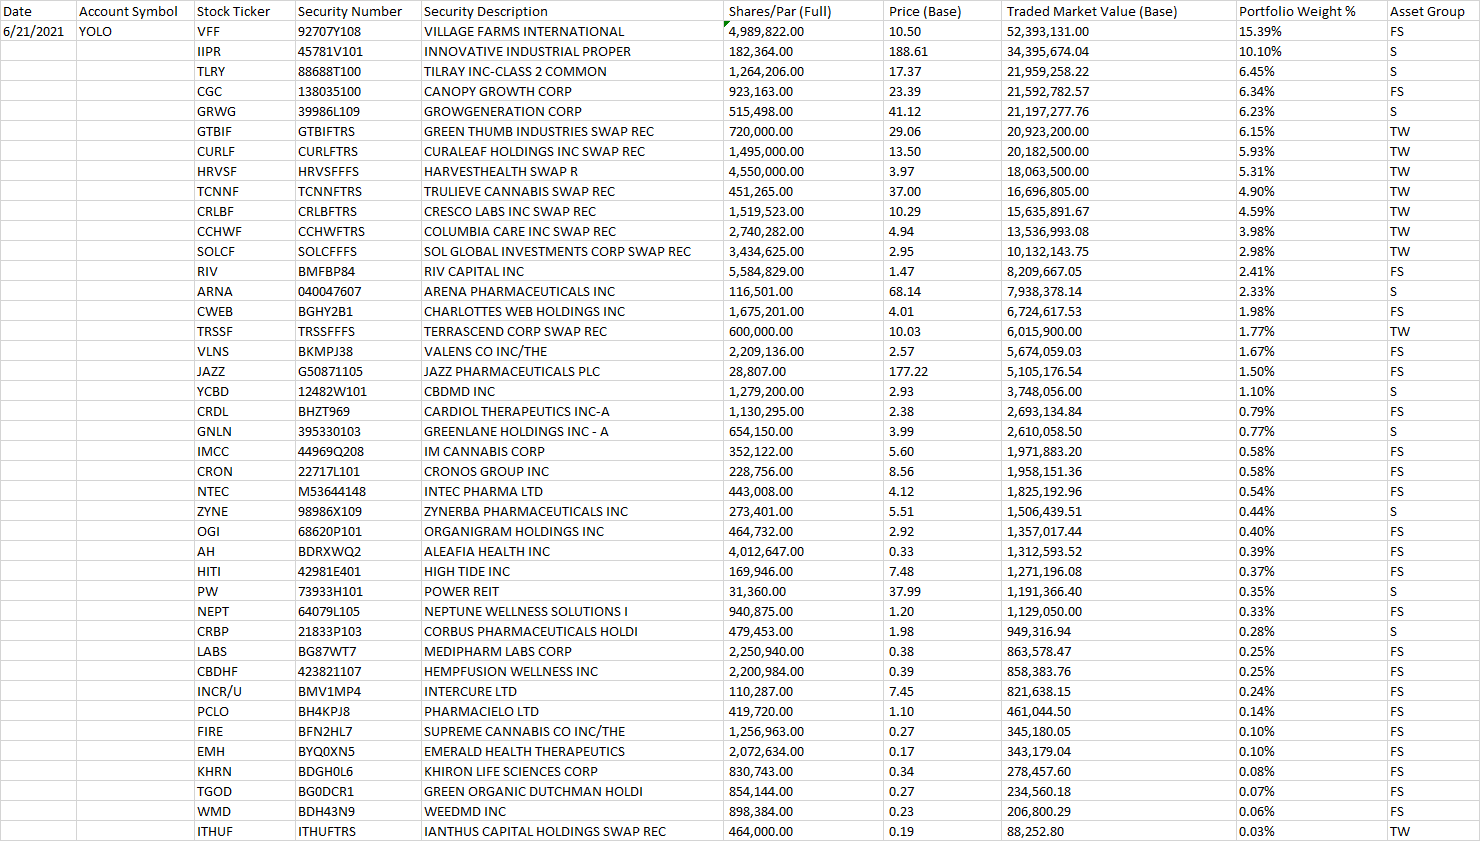 Date Account Symbol Stock Ticker Security Number Security Description Shares/Par (Full) Price (Base) Traded Market Value (Base) Portfolio Weight % Asset Group
6/21/2021 YOLO VFF 92707Y108 VILLAGE FARMS INTERNATIONAL 4,989,822.00 10.50 52,393,131.00 15.39% FS
IIPR 45781V101 INNOVATIVE INDUSTRIAL PROPER 182,364.00 188.61 34,395,674.04 10.10% S
TLRY 88688T100 TILRAY INC-CLASS 2 COMMON 1,264,206.00 17.37 21,959,258.22 6.45% S
CGC 138035100 CANOPY GROWTH CORP 923,163.00 23.39 21,592,782.57 6.34% FS
GRWG 39986L109 GROWGENERATION CORP 515,498.00 41.12 21,197,277.76 6.23% S
GTBIF GTBIFTRS GREEN THUMB INDUSTRIES SWAP REC 720,000.00 29.06 20,923,200.00 6.15% TW
CURLF CURLFTRS CURALEAF HOLDINGS INC SWAP REC 1,495,000.00 13.50 20,182,500.00 5.93% TW
HRVSF HRVSFFFS HARVESTHEALTH SWAP R 4,550,000.00 3.97 18,063,500.00 5.31% TW
TCNNF TCNNFTRS TRULIEVE CANNABIS SWAP REC 451,265.00 37.00 16,696,805.00 4.90% TW
CRLBF CRLBFTRS CRESCO LABS INC SWAP REC 1,519,523.00 10.29 15,635,891.67 4.59% TW
CCHWF CCHWFTRS COLUMBIA CARE INC SWAP REC 2,740,282.00 4.94 13,536,993.08 3.98% TW
SOLCF SOLCFFFS SOL GLOBAL INVESTMENTS CORP SWAP REC 3,434,625.00 2.95 10,132,143.75 2.98% TW
RIV BMFBP84 RIV CAPITAL INC 5,584,829.00 1.47 8,209,667.05 2.41% FS
ARNA 040047607 ARENA PHARMACEUTICALS INC 116,501.00 68.14 7,938,378.14 2.33% S
CWEB BGHY2B1 CHARLOTTES WEB HOLDINGS INC 1,675,201.00 4.01 6,724,617.53 1.98% FS
TRSSF TRSSFFFS TERRASCEND CORP SWAP REC 600,000.00 10.03 6,015,900.00 1.77% TW
VLNS BKMPJ38 VALENS CO INC/THE 2,209,136.00 2.57 5,674,059.03 1.67% FS
JAZZ G50871105 JAZZ PHARMACEUTICALS PLC 28,807.00 177.22 5,105,176.54 1.50% FS
YCBD 12482W101 CBDMD INC 1,279,200.00 2.93 3,748,056.00 1.10% S
CRDL BHZT969 CARDIOL THERAPEUTICS INC-A 1,130,295.00 2.38 2,693,134.84 0.79% FS
GNLN 395330103 GREENLANE HOLDINGS INC - A 654,150.00 3.99 2,610,058.50 0.77% S
IMCC 44969Q208 IM CANNABIS CORP 352,122.00 5.60 1,971,883.20 0.58% FS
CRON 22717L101 CRONOS GROUP INC 228,756.00 8.56 1,958,151.36 0.58% FS
NTEC M53644148 INTEC PHARMA LTD 443,008.00 4.12 1,825,192.96 0.54% FS
ZYNE 98986X109 ZYNERBA PHARMACEUTICALS INC 273,401.00 5.51 1,506,439.51 0.44% S
OGI 68620P101 ORGANIGRAM HOLDINGS INC 464,732.00 2.92 1,357,017.44 0.40% FS
AH BDRXWQ2 ALEAFIA HEALTH INC 4,012,647.00 0.33 1,312,593.52 0.39% FS
HITI 42981E401 HIGH TIDE INC 169,946.00 7.48 1,271,196.08 0.37% FS
PW 73933H101 POWER REIT 31,360.00 37.99 1,191,366.40 0.35% S
NEPT 64079L105 NEPTUNE WELLNESS SOLUTIONS I 940,875.00 1.20 1,129,050.00 0.33% FS
CRBP 21833P103 CORBUS PHARMACEUTICALS HOLDI 479,453.00 1.98 949,316.94 0.28% S
LABS BG87WT7 MEDIPHARM LABS CORP 2,250,940.00 0.38 863,578.47 0.25% FS
CBDHF 423821107 HEMPFUSION WELLNESS INC 2,200,984.00 0.39 858,383.76 0.25% FS
INCR/U BMV1MP4 INTERCURE LTD 110,287.00 7.45 821,638.15 0.24% FS
PCLO BH4KPJ8 PHARMACIELO LTD 419,720.00 1.10 461,044.50 0.14% FS
FIRE BFN2HL7 SUPREME CANNABIS CO INC/THE 1,256,963.00 0.27 345,180.05 0.10% FS
EMH BYQ0XN5 EMERALD HEALTH THERAPEUTICS 2,072,634.00 0.17 343,179.04 0.10% FS
KHRN BDGH0L6 KHIRON LIFE SCIENCES CORP 830,743.00 0.34 278,457.60 0.08% FS
TGOD BG0DCR1 GREEN ORGANIC DUTCHMAN HOLDI 854,144.00 0.27 234,560.18 0.07% FS
WMD BDH43N9 WEEDMD INC 898,384.00 0.23 206,800.29 0.06% FS
ITHUF ITHUFTRS IANTHUS CAPITAL HOLDINGS SWAP REC 464,000.00 0.19 88,252.80 0.03% TW